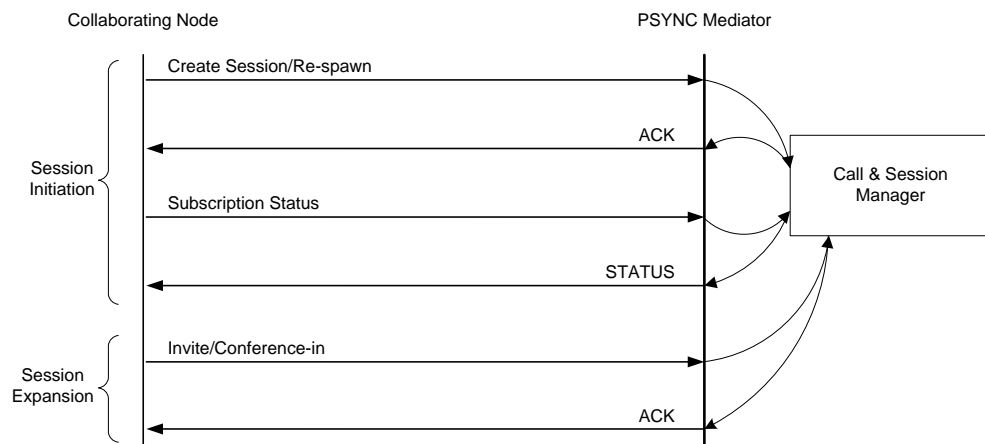 Collaborating Node
PSYNC Mediator
Create Session/Re-spawn
ACK
Session
Initiation
Call & Session
Manager
Subscription Status
STATUS
Invite/Conference-in
Session
Expansion
ACK